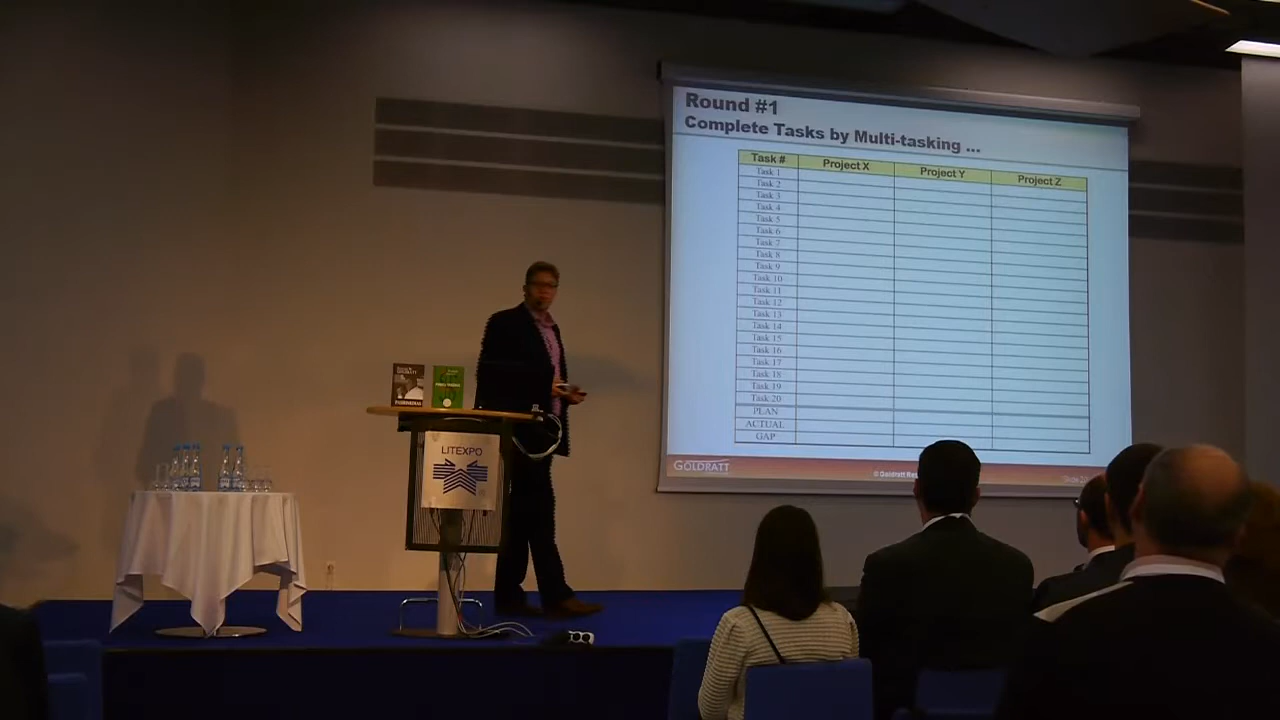 Round #1
Complete Tasks by Multi-tasking ...
Task # Project X Project Y Project Z
Task 1
Task 2
Task 3
Task 4
Task 5
Task 6
Task 7
Task 8
Task 9
Task 10
Task 11
Task 12
Task 13
Task 14
Task 15
Task 16
Task 17
Task 18
Task 19
Task 20
PLAN
ACTUAL
GAP
GOLDRATT © Goldratt
GOLDRATT
LITEXPO